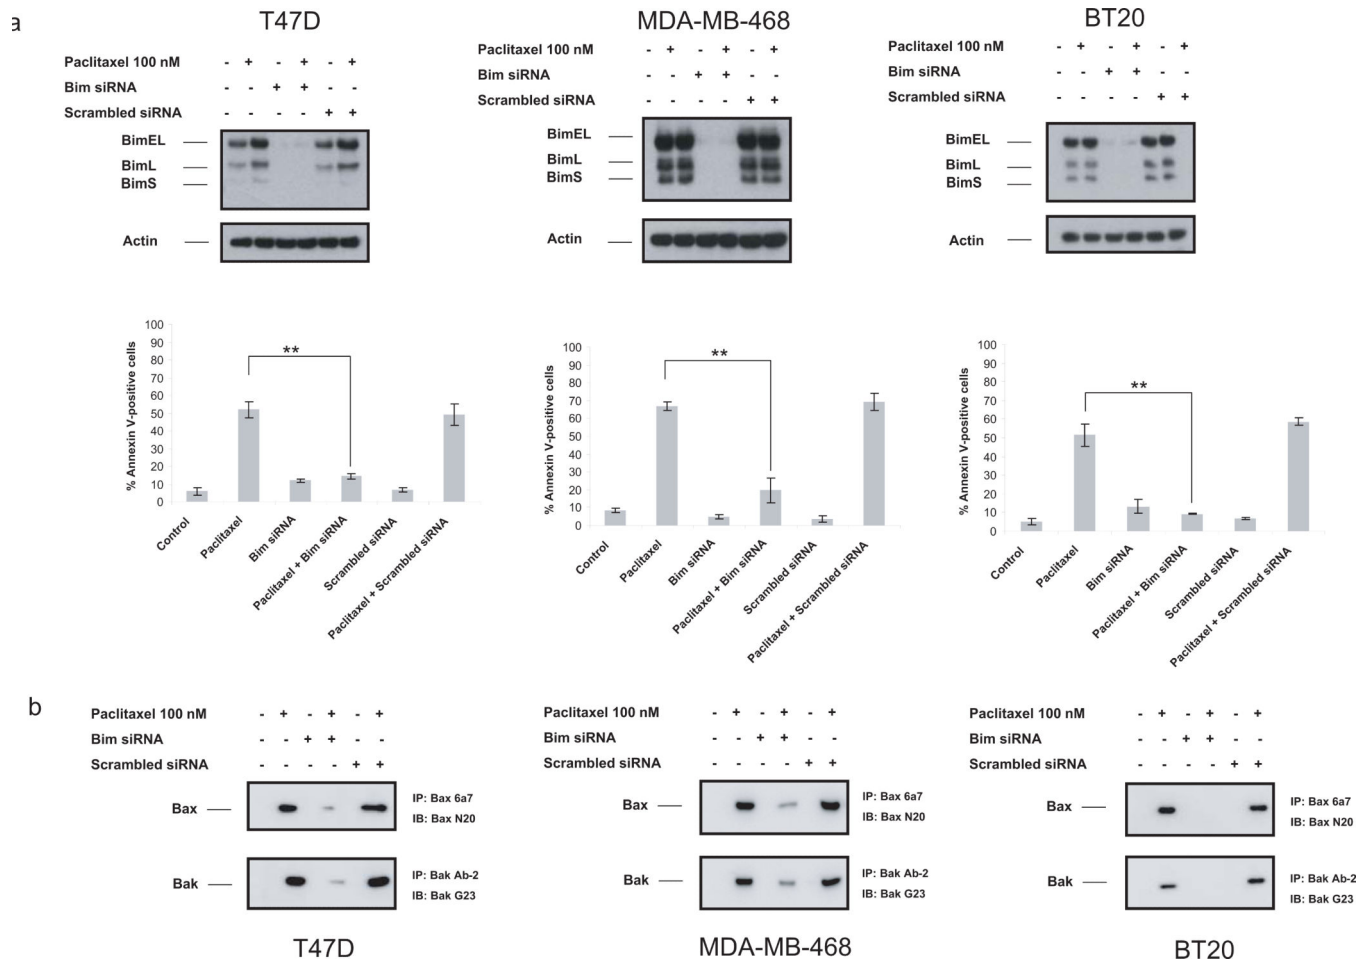 a
T47D
Paclitaxel 100 nM - + - + - +
Bim siRNA - - + + - -
Scrambled siRNA - - - - + +
BimEL
BimL
BimS
Actin
MDA-MB-468
Paclitaxel 100 nM - + - + - +
Bim siRNA - - + + - -
Scrambled siRNA - - - - + +
BimEL
BimL
BimS
Actin
BT20
Paclitaxel 100 nM - + - + - +
Bim siRNA - - + + - -
Scrambled siRNA - - - - + +
BimEL
BimL
BimS
Actin
% Annexin V-positive cells
100
90
80
70
60
50
40
30
20
10
0
**
Control
Paclitaxel
Bim siRNA
Paclitaxel + Bim siRNA
Scrambled siRNA
Paclitaxel + Scrambled siRNA
% Annexin V-positive cells
100
90
80
70
60
50
40
30
20
10
0
**
Control
Paclitaxel
Bim siRNA
Paclitaxel + Bim siRNA
Scrambled siRNA
Paclitaxel + Scrambled siRNA
% Annexin V-positive cells
100
90
80
70
60
50
40
30
20
10
0
**
Control
Paclitaxel
Bim siRNA
Paclitaxel + Bim siRNA
Scrambled siRNA
Paclitaxel + Scrambled siRNA
b
Paclitaxel 100 nM - + - + - +
Bim siRNA - - + + - -
Scrambled siRNA - - - - + +
Bax
IP: Bax 6a7
IB: Bax N20
Bak
IP: Bak Ab-2
IB: Bak G23
T47D
Paclitaxel 100 nM - + - + - +
Bim siRNA - - + + - -
Scrambled siRNA - - - - + +
Bax
IP: Bax 6a7
IB: Bax N20
Bak
IP: Bak Ab-2
IB: Bak G23
MDA-MB-468
Paclitaxel 100 nM - + - + - +
Bim siRNA - - + + - -
Scrambled siRNA - - - - + +
Bax
IP: Bax 6a7
IB: Bax N20
Bak
IP: Bak Ab-2
IB: Bak G23
BT20